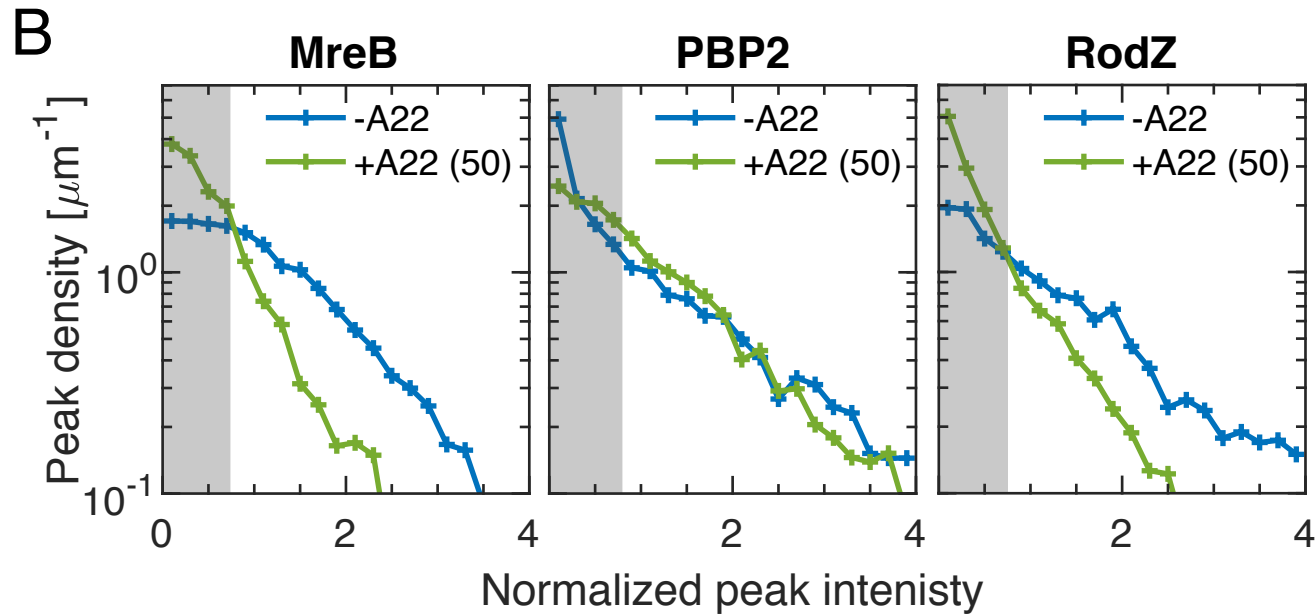 B
MreB
PBP2
RodZ
-A22
+A22 (50)
-A22
+A22 (50)
-A22
+A22 (50)
Peak density [μm⁻¹]
10⁰
10⁻¹
0
2
4
2
4
2
4
Normalized peak intenisty